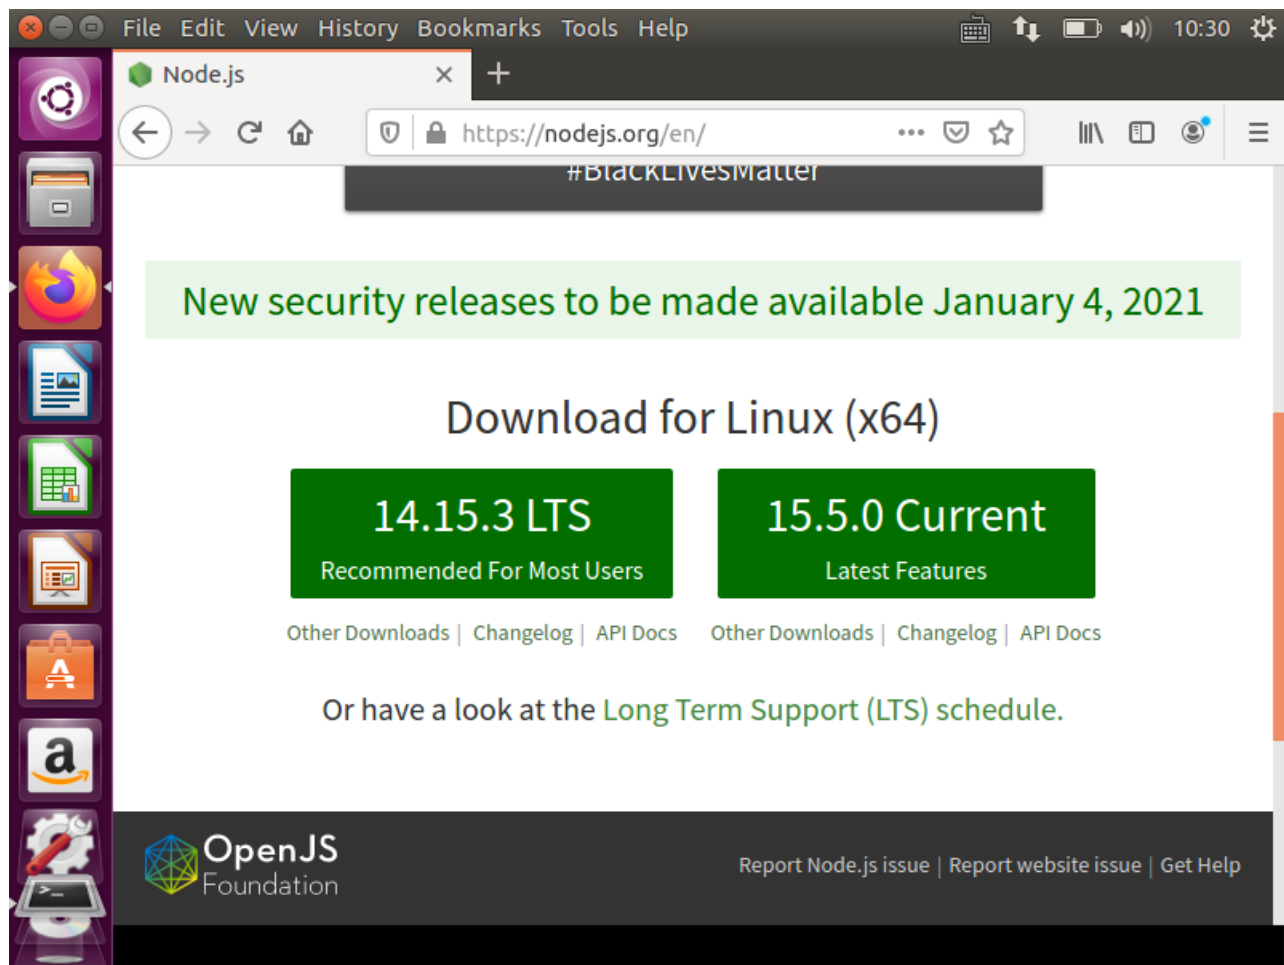 File Edit View History Bookmarks Tools Help
10:30
Node.js
https://nodejs.org/en/
#BlackLivesMatter
New security releases to be made available January 4, 2021
Download for Linux (x64)
14.15.3 LTS
Recommended For Most Users
15.5.0 Current
Latest Features
Other Downloads | Changelog | API Docs
Other Downloads | Changelog | API Docs
Or have a look at the Long Term Support (LTS) schedule.
OpenJS
Foundation
Report Node.js issue | Report website issue | Get Help